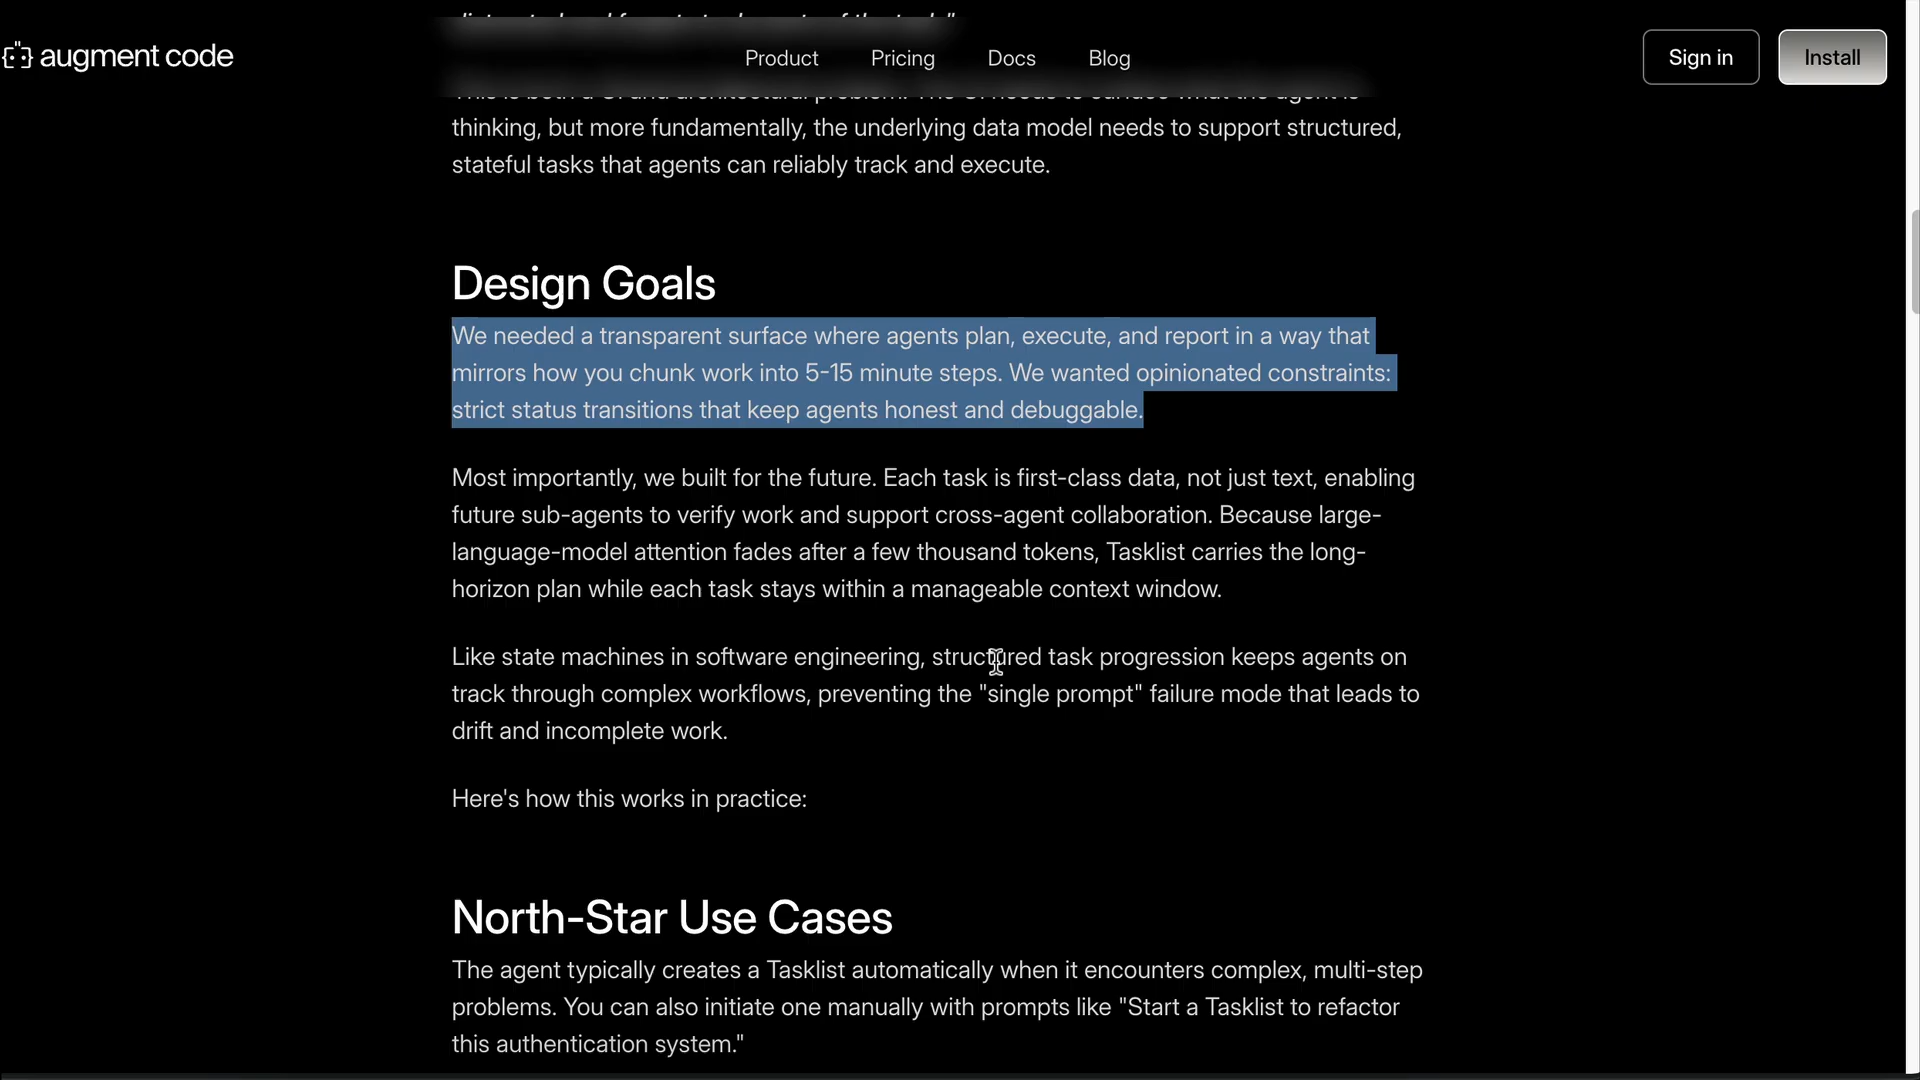 augment code
Product
Pricing
Docs
Blog
Sign in
Install
thinking, but more fundamentally, the underlying data model needs to support structured,
stateful tasks that agents can reliably track and execute.
Design Goals
We needed a transparent surface where agents plan, execute, and report in a way that
mirrors how you chunk work into 5-15 minute steps. We wanted opinionated constraints:
strict status transitions that keep agents honest and debuggable.
Most importantly, we built for the future. Each task is first-class data, not just text, enabling
future sub-agents to verify work and support cross-agent collaboration. Because large-
language-model attention fades after a few thousand tokens, Tasklist carries the long-
horizon plan while each task stays within a manageable context window.
Like state machines in software engineering, structured task progression keeps agents on
track through complex workflows, preventing the "single prompt" failure mode that leads to
drift and incomplete work.
Here's how this works in practice:
North-Star Use Cases
The agent typically creates a Tasklist automatically when it encounters complex, multi-step
problems. You can also initiate one manually with prompts like "Start a Tasklist to refactor
this authentication system."